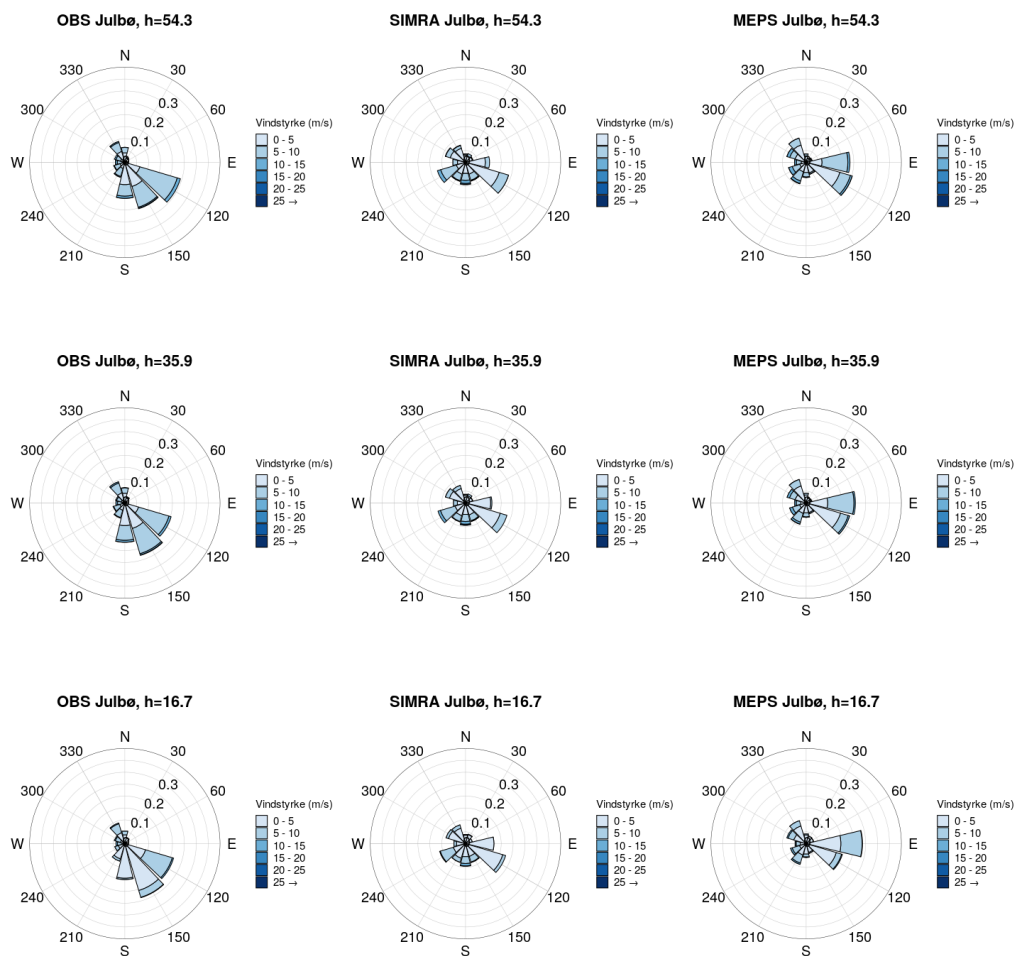 OBS Julbø, h=54.3
N
330
30
300
0.3
60
0.2
0.1
W
E
240
120
210
150
S
Vindstyrke (m/s)
0 - 5
5 - 10
10 - 15
15 - 20
20 - 25
25 →
SIMRA Julbø, h=54.3
N
330
30
300
0.3
60
0.2
0.1
W
E
240
120
210
150
S
Vindstyrke (m/s)
0 - 5
5 - 10
10 - 15
15 - 20
20 - 25
25 →
MEPS Julbø, h=54.3
N
330
30
300
0.3
60
0.2
0.1
W
E
240
120
210
150
S
Vindstyrke (m/s)
0 - 5
5 - 10
10 - 15
15 - 20
20 - 25
25 →
OBS Julbø, h=35.9
N
330
30
300
0.3
60
0.2
0.1
W
E
240
120
210
150
S
Vindstyrke (m/s)
0 - 5
5 - 10
10 - 15
15 - 20
20 - 25
25 →
SIMRA Julbø, h=35.9
N
330
30
300
0.3
60
0.2
0.1
W
E
240
120
210
150
S
Vindstyrke (m/s)
0 - 5
5 - 10
10 - 15
15 - 20
20 - 25
25 →
MEPS Julbø, h=35.9
N
330
30
300
0.3
60
0.2
0.1
W
E
240
120
210
150
S
Vindstyrke (m/s)
0 - 5
5 - 10
10 - 15
15 - 20
20 - 25
25 →
OBS Julbø, h=16.7
N
330
30
300
0.3
60
0.2
0.1
W
E
240
120
210
150
S
Vindstyrke (m/s)
0 - 5
5 - 10
10 - 15
15 - 20
20 - 25
25 →
SIMRA Julbø, h=16.7
N
330
30
300
0.3
60
0.2
0.1
W
E
240
120
210
150
S
Vindstyrke (m/s)
0 - 5
5 - 10
10 - 15
15 - 20
20 - 25
25 →
MEPS Julbø, h=16.7
N
330
30
300
0.3
60
0.2
0.1
W
E
240
120
210
150
S
Vindstyrke (m/s)
0 - 5
5 - 10
10 - 15
15 - 20
20 - 25
25 →